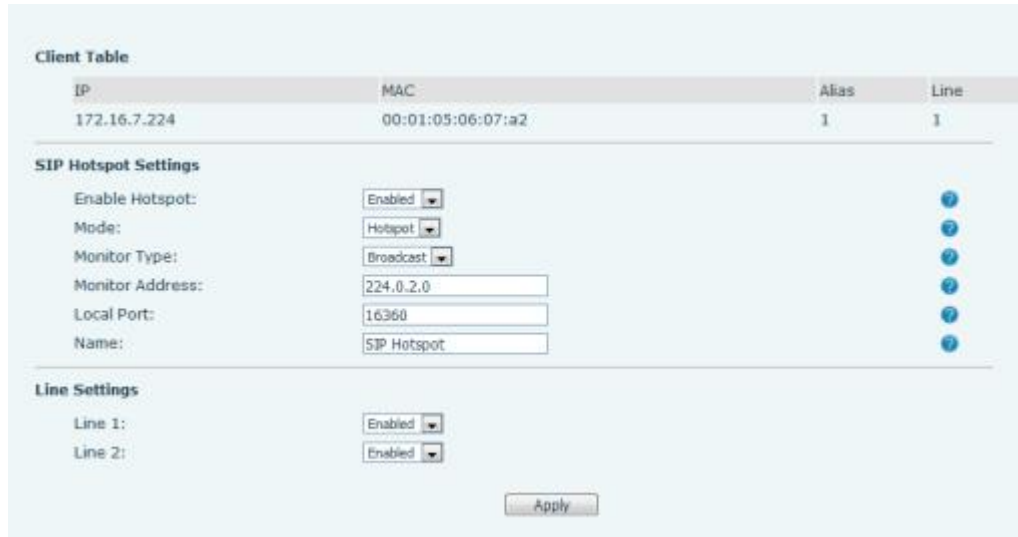 Client Table
IP MAC Alias Line
172.16.7.224 00:01:05:06:07:a2 1 1
SIP Hotspot Settings
Enable Hotspot: Enabled ?
Mode: Hotspot ?
Monitor Type: Broadcast ?
Monitor Address: 224.0.2.0 ?
Local Port: 16360 ?
Name: SIP Hotspot ?
Line Settings
Line 1: Enabled
Line 2: Enabled
Apply